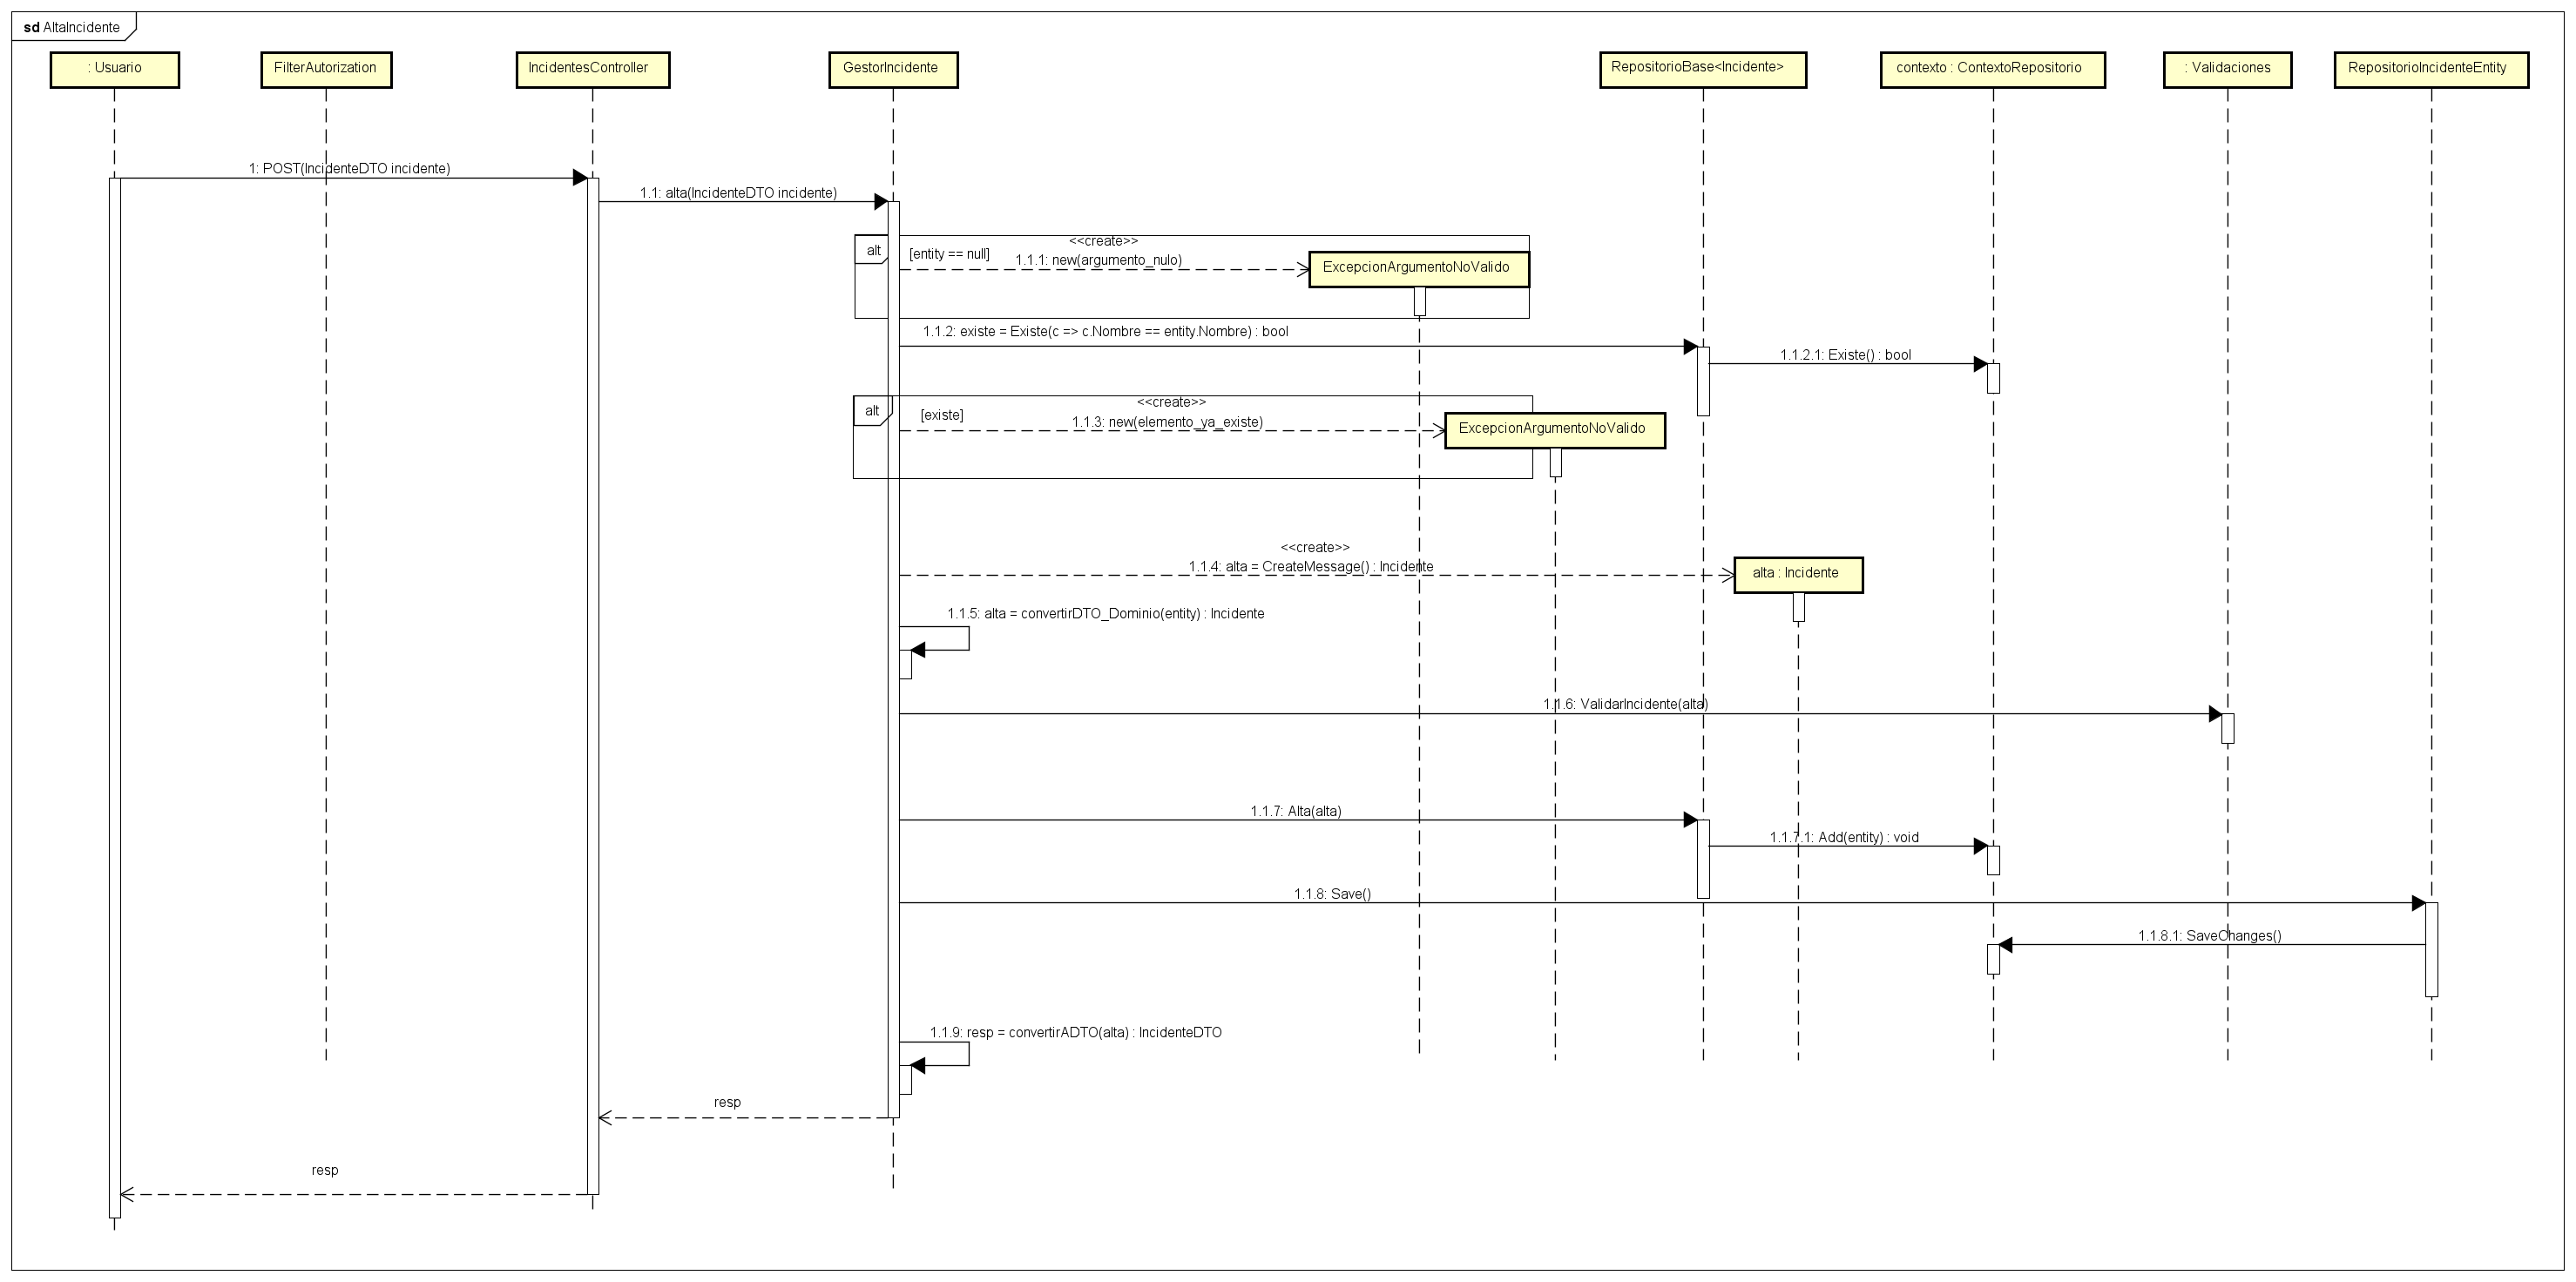 sd AltaIncidente
: Usuario
FilterAutorization
IncidentesController
GestorIncidente
RepositorioBase<Incidente>
contexto : ContextoRepositorio
: Validaciones
RepositorioIncidenteEntity
1: POST(IncidenteDTO incidente)
1.1: alta(IncidenteDTO incidente)
alt
[entity == null]
<<create>>
1.1.1: new(argumento_nulo)
ExcepcionArgumentoNoValido
1.1.2: existe = Existe(c => c.Nombre == entity.Nombre) : bool
1.1.2.1: Existe() : bool
alt
[existe]
<<create>>
1.1.3: new(elemento_ya_existe)
ExcepcionArgumentoNoValido
<<create>>
1.1.4: alta = CreateMessage() : Incidente
alta : Incidente
1.1.5: alta = convertirDTO_Dominio(entity) : Incidente
1.1.6: ValidarIncidente(alta)
1.1.7: Alta(alta)
1.1.7.1: Add(entity) : void
1.1.8: Save()
1.1.8.1: SaveChanges()
1.1.9: resp = convertirADTO(alta) : IncidenteDTO
resp
resp